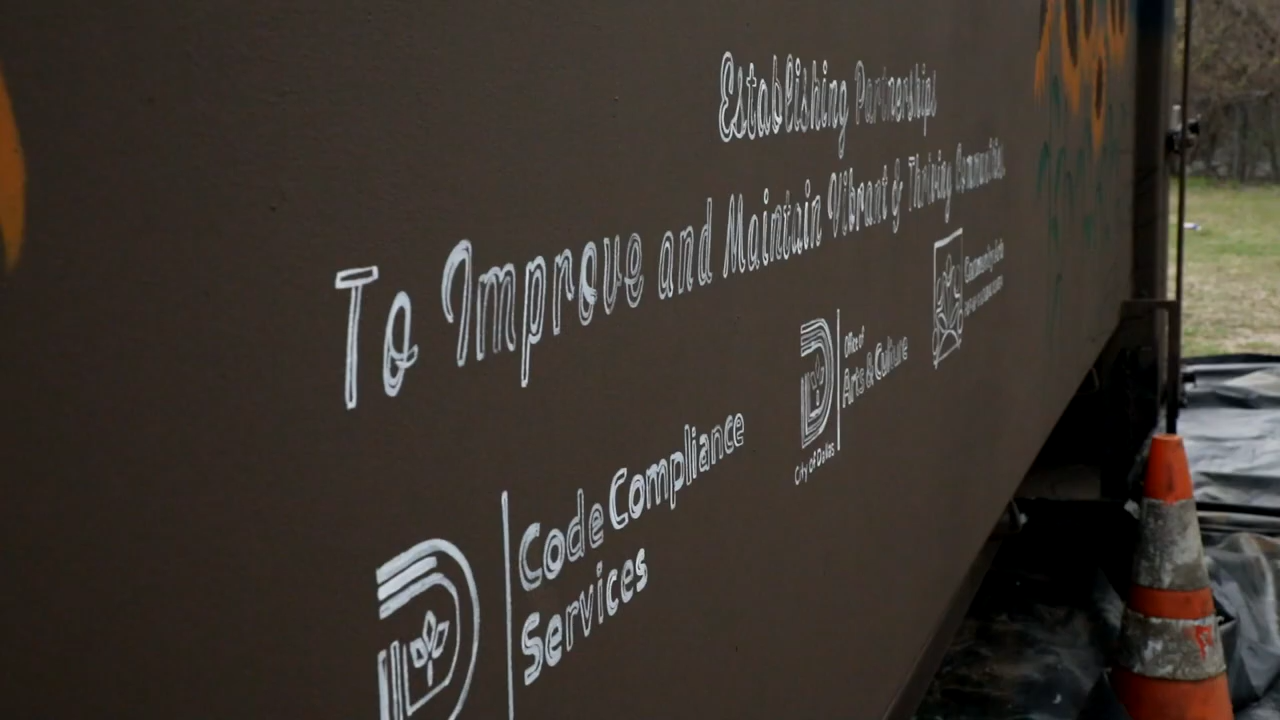 Establishing Partnerships
To Improve and Maintain Vibrant & Thriving Communities.
Code Compliance
Services
Office of
Arts & Culture
City of Dallas